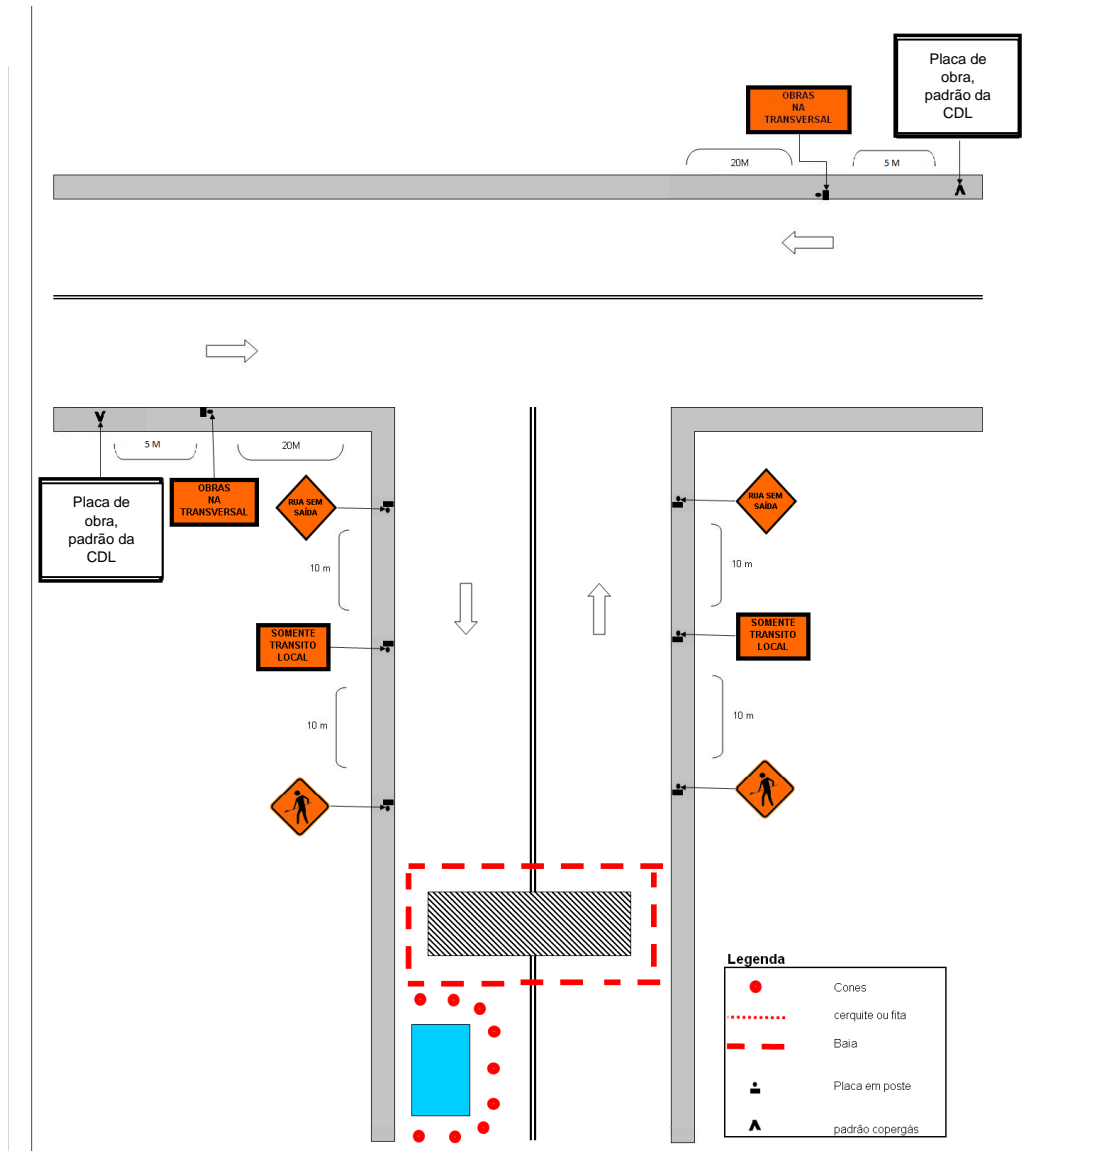 Placa de
obra,
padrão da
CDL
OBRAS
NA
TRANSVERSAL
20M
5 M
5 M
20M
Placa de
obra,
padrão da
CDL
OBRAS
NA
TRANSVERSAL
RUA SEM
SAÍDA
RUA SEM
SAÍDA
10 m
10 m
SOMENTE
TRANSITO
LOCAL
SOMENTE
TRANSITO
LOCAL
10 m
10 m
Legenda
Cones
cerquite ou fita
Baia
Placa em poste
padrão copergás